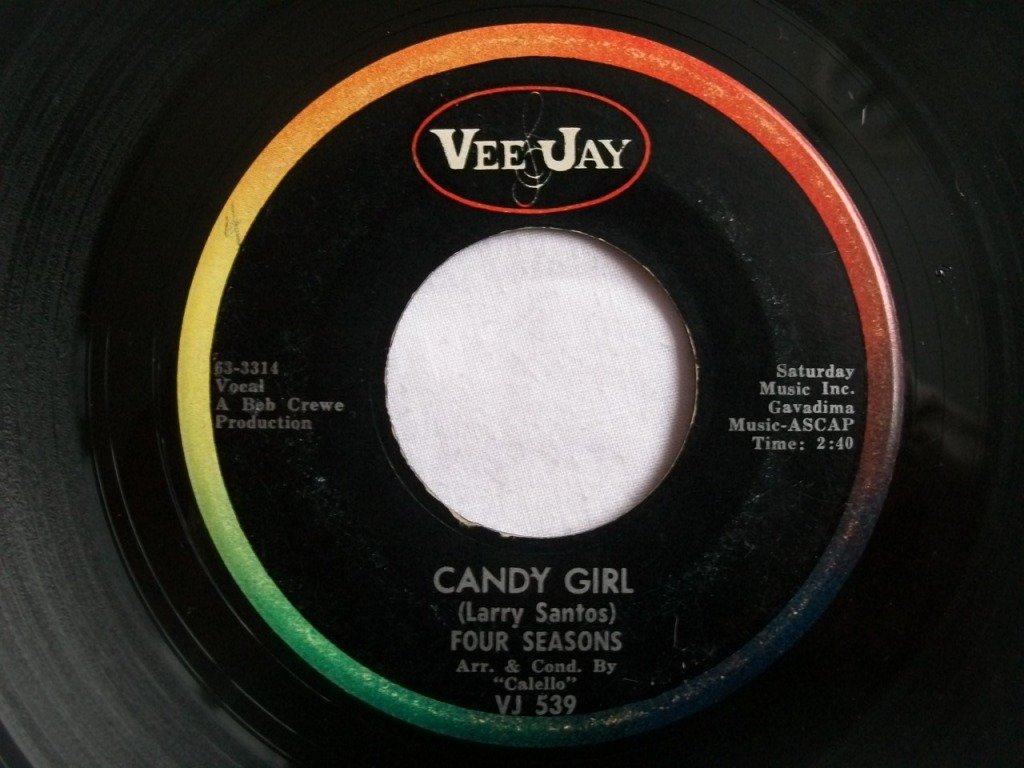 VEE JAY
63-3314
Vocal
A Bob Crewe
Production
Saturday
Music Inc.
Gavadima
Music-ASCAP
Time: 2:40
CANDY GIRL
(Larry Santos)
FOUR SEASONS
Arr. & Cond. By
"Calello"
VJ 539